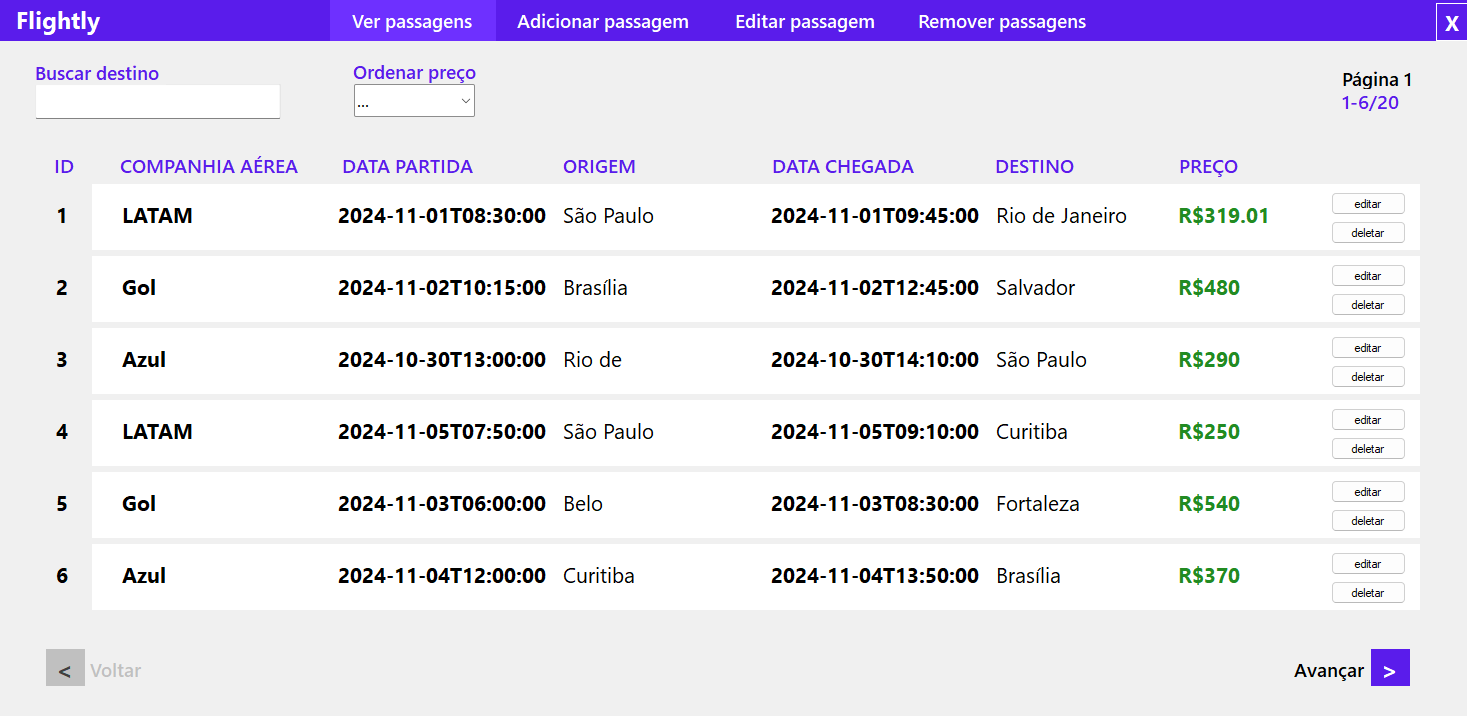 Flightly Ver passagens Adicionar passagem Editar passagem Remover passagens X
Buscar destino Ordenar preço Página 1
... 1-6/20
ID COMPANHIA AÉREA DATA PARTIDA ORIGEM DATA CHEGADA DESTINO PREÇO
1 LATAM 2024-11-01T08:30:00 São Paulo 2024-11-01T09:45:00 Rio de Janeiro R$319.01 editar
deletar
2 Gol 2024-11-02T10:15:00 Brasília 2024-11-02T12:45:00 Salvador R$480 editar
deletar
3 Azul 2024-10-30T13:00:00 Rio de 2024-10-30T14:10:00 São Paulo R$290 editar
deletar
4 LATAM 2024-11-05T07:50:00 São Paulo 2024-11-05T09:10:00 Curitiba R$250 editar
deletar
5 Gol 2024-11-03T06:00:00 Belo 2024-11-03T08:30:00 Fortaleza R$540 editar
deletar
6 Azul 2024-11-04T12:00:00 Curitiba 2024-11-04T13:50:00 Brasília R$370 editar
deletar
< Voltar Avançar >